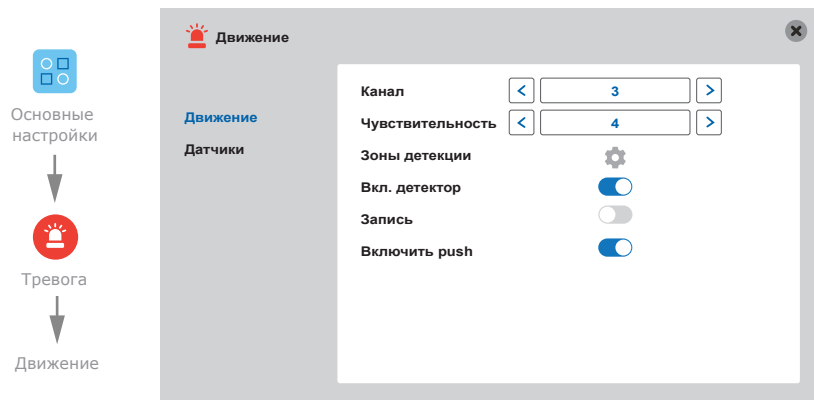 Основные
настройки
Тревога
Движение
Движение
Движение
Датчики
Канал 3
Чувствительность 4
Зоны детекции
Вкл. детектор
Запись
Включить push